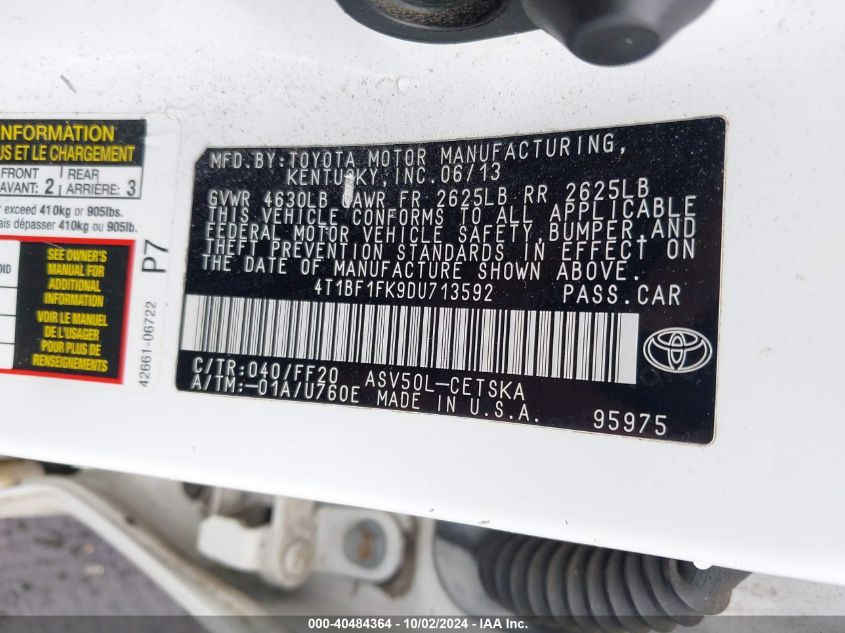 INFORMATION
US ET LE CHARGEMENT
FRONT
AVANT: 2
REAR
ARRIÈRE: 3
r exceed 410kg or 905lbs.
ais dépasser 410kg or 905lb.
OID
SEE OWNER'S
MANUAL FOR
ADDITIONAL
INFORMATION
VOIR LE MANUEL
DE L'USAGER
POUR PLUS DE
RENSEIGNEMENTS
P7
42661-06722
MFD.BY:TOYOTA MOTOR MANUFACTURING,
KENTUCKY,INC.06/13
GVWR 4630LB GAWR FR 2625LB RR 2625LB
THIS VEHICLE CONFORMS TO ALL APPLICABLE
FEDERAL MOTOR VEHICLE SAFETY,BUMPER,AND
THEFT PREVENTION STANDARDS IN EFFECT ON
THE DATE OF MANUFACTURE SHOWN ABOVE.
4T1BF1FK9DU713592 PASS.CAR
C/TR:040/FF20 ASV50L-CETSKA
A/TM:-01A/U760E MADE IN U.S.A.
95975
000-40484364 - 10/02/2024 - IAA Inc.